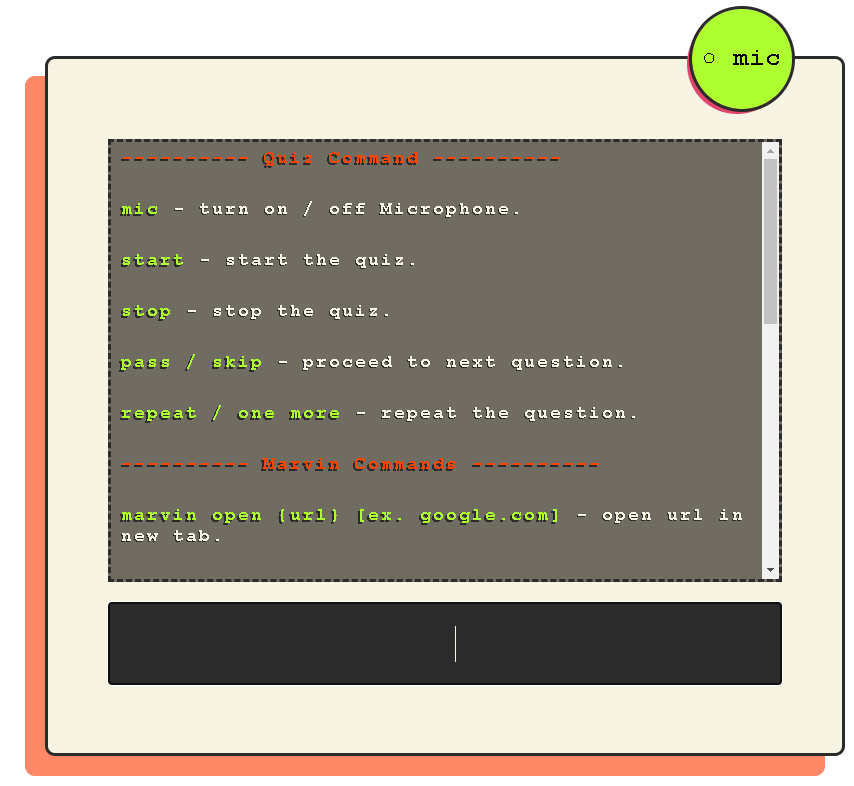 ○ mic
---------- Quiz Command ----------
mic - turn on / off Microphone.
start - start the quiz.
stop - stop the quiz.
pass / skip - proceed to next question.
repeat / one more - repeat the question.
---------- Marvin Commands ----------
marvin open {url} [ex. google.com] - open url in
new tab.